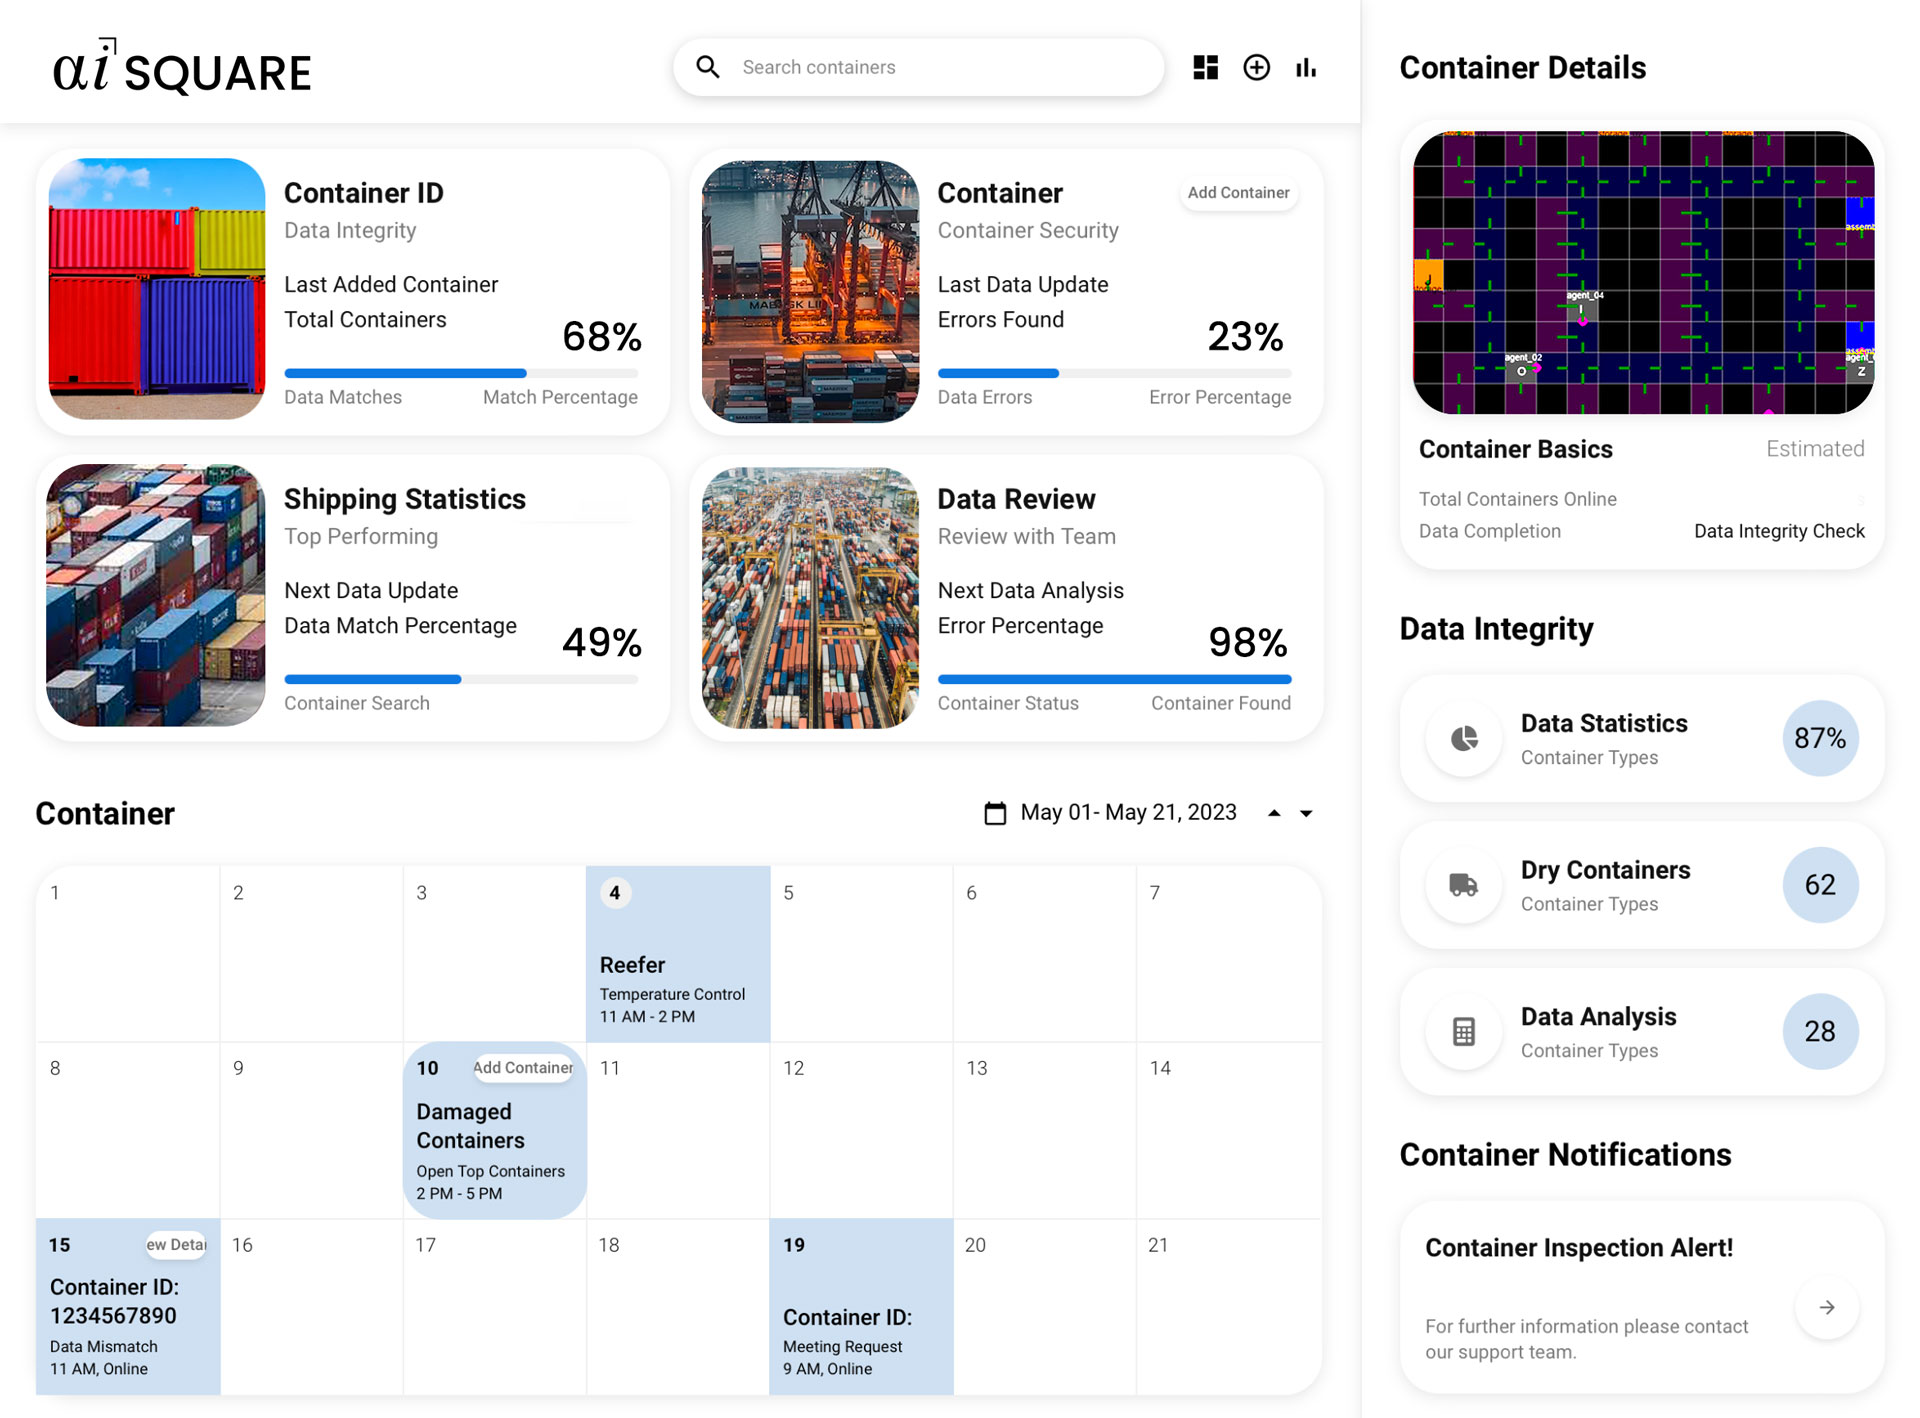 ai SQUARE
Search containers
Container ID
Data Integrity
Last Added Container
Total Containers
68%
Data Matches
Match Percentage
Container
Add Container
Container Security
Last Data Update
Errors Found
23%
Data Errors
Error Percentage
MAERSK LIN
Shipping Statistics
Top Performing
Next Data Update
Data Match Percentage
49%
Container Search
Data Review
Review with Team
Next Data Analysis
Error Percentage
98%
Container Status
Container Found
Container
May 01- May 21, 2023
1
2
3
4
Reefer
Temperature Control
11 AM - 2 PM
5
6
7
8
9
10
Add Container
Damaged
Containers
Open Top Containers
2 PM - 5 PM
11
12
13
14
15
ew Detai
Container ID:
1234567890
Data Mismatch
11 AM, Online
16
17
18
19
Container ID:
Meeting Request
9 AM, Online
20
21
Container Details
assemb
J
agent_04
I
agent_02
O
assemb
agent_
Z
Container Basics
Estimated
Total Containers Online
s
Data Completion
Data Integrity Check
Data Integrity
Data Statistics
Container Types
87%
Dry Containers
Container Types
62
Data Analysis
Container Types
28
Container Notifications
Container Inspection Alert!
For further information please contact
our support team.